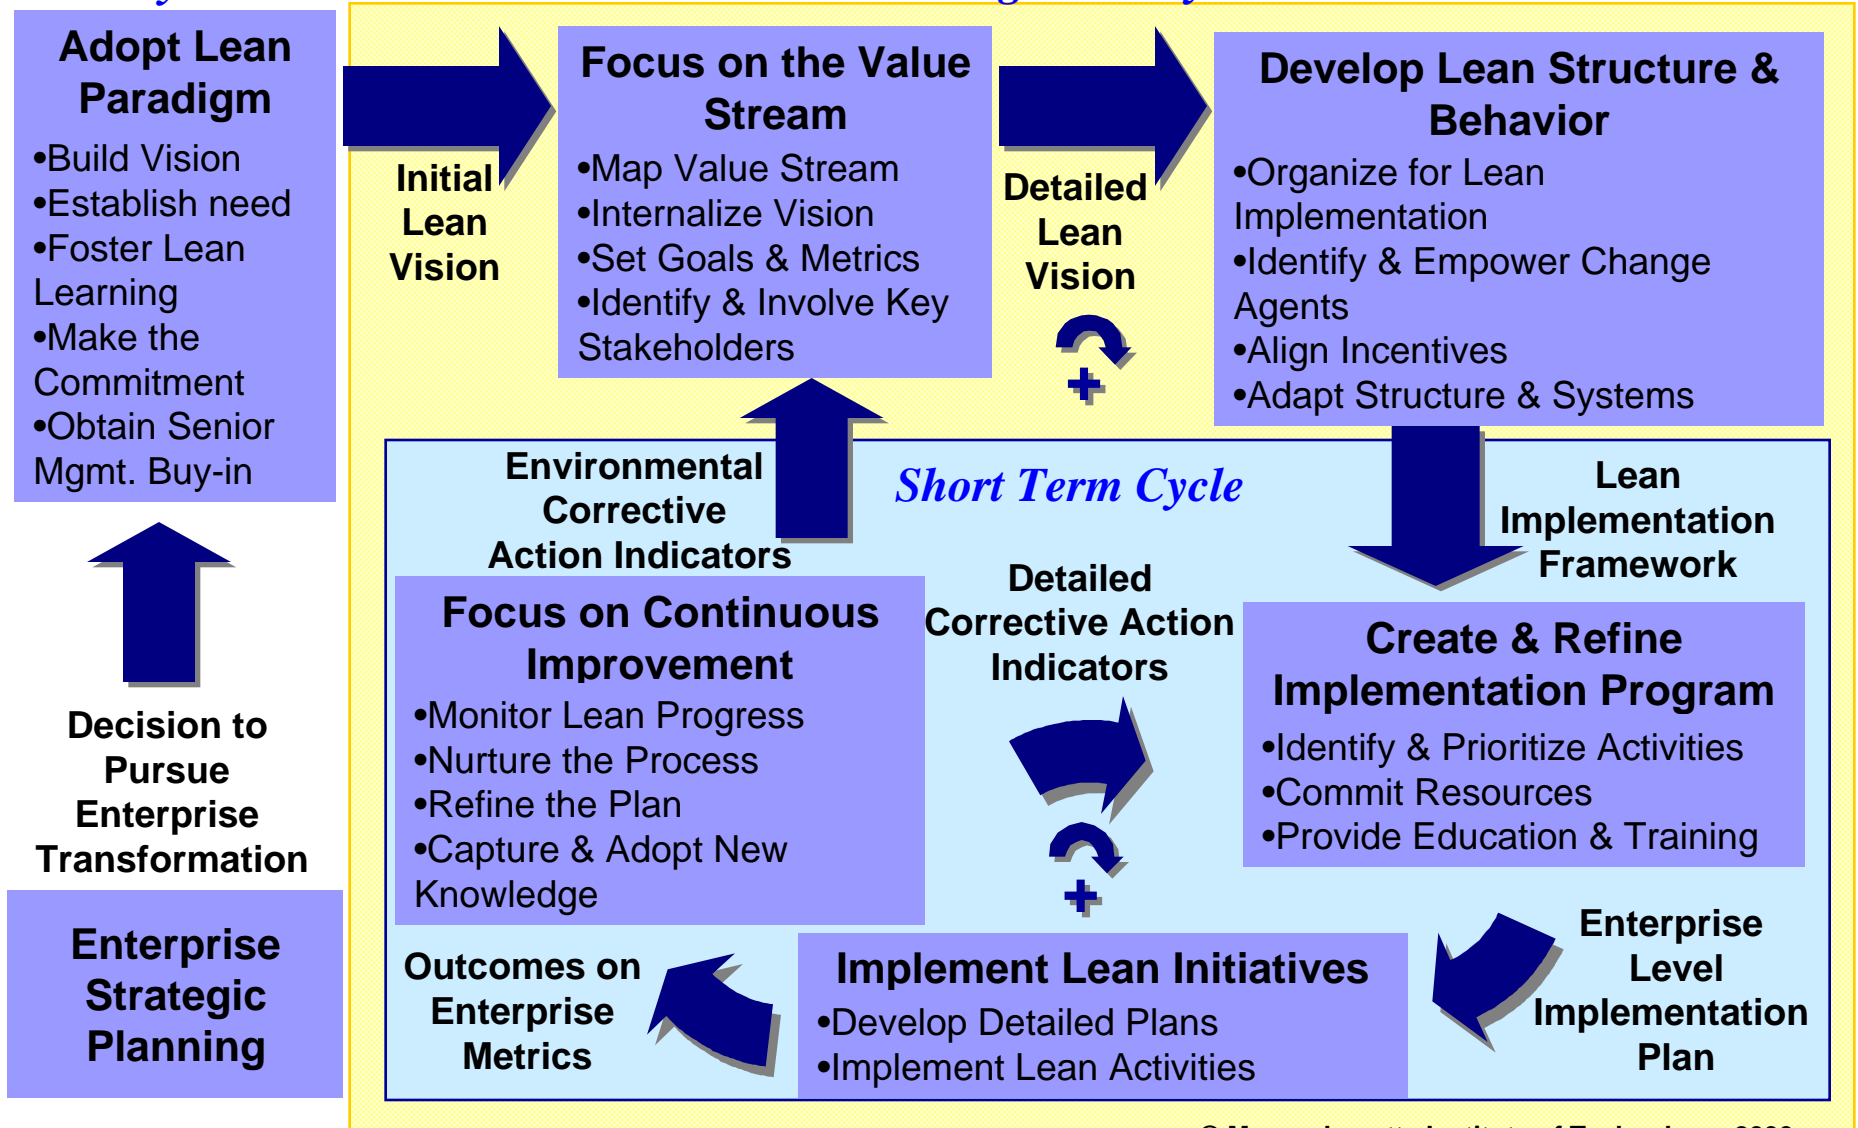 Adopt Lean
Paradigm
•Build Vision
•Establish need
•Foster Lean
Learning
•Make the
Commitment
•Obtain Senior
Mgmt. Buy-in
Decision to
Pursue
Enterprise
Transformation
Enterprise
Strategic
Planning
Initial
Lean
Vision
Focus on the Value
Stream
•Map Value Stream
•Internalize Vision
•Set Goals & Metrics
•Identify & Involve Key
Stakeholders
Detailed
Lean
Vision
+
Develop Lean Structure &
Behavior
•Organize for Lean
Implementation
•Identify & Empower Change
Agents
•Align Incentives
•Adapt Structure & Systems
Short Term Cycle
Environmental
Corrective
Action Indicators
Lean
Implementation
Framework
Focus on Continuous
Improvement
•Monitor Lean Progress
•Nurture the Process
•Refine the Plan
•Capture & Adopt New
Knowledge
Detailed
Corrective Action
Indicators
+
Create & Refine
Implementation Program
•Identify & Prioritize Activities
•Commit Resources
•Provide Education & Training
Outcomes on
Enterprise
Metrics
Implement Lean Initiatives
•Develop Detailed Plans
•Implement Lean Activities
Enterprise
Level
Implementation
Plan